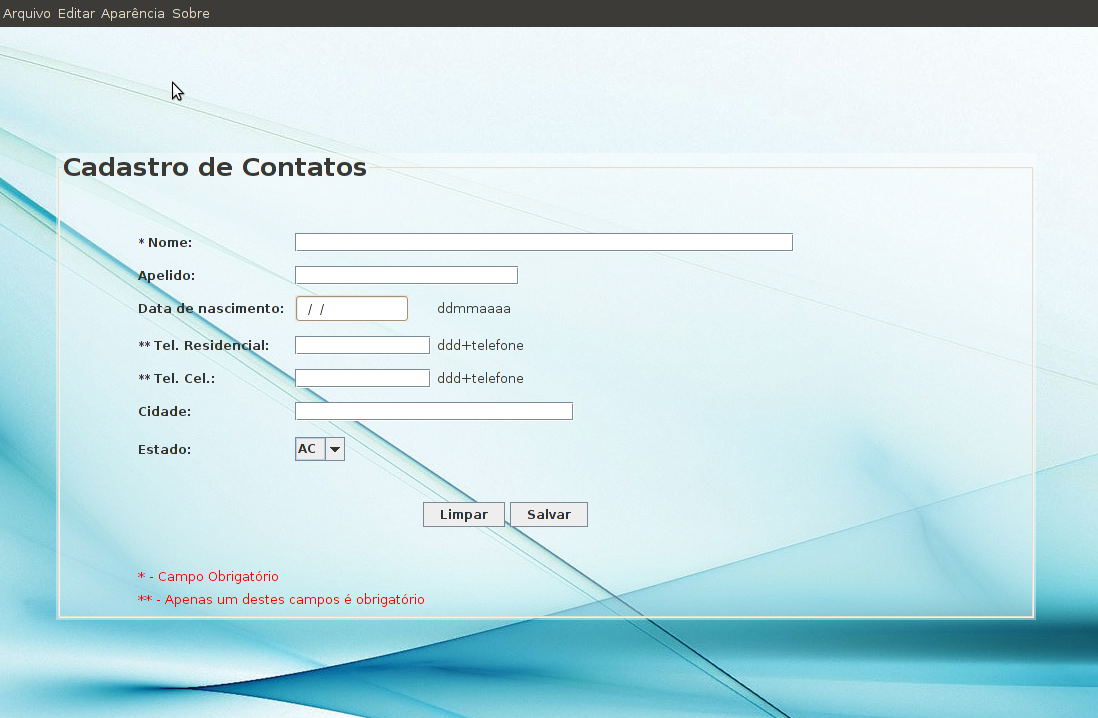 Arquivo Editar Aparência Sobre
Cadastro de Contatos
* Nome:
Apelido:
Data de nascimento: / / ddmmaaaa
** Tel. Residencial: ddd+telefone
** Tel. Cel.: ddd+telefone
Cidade:
Estado: AC
Limpar Salvar
* - Campo Obrigatório
** - Apenas um destes campos é obrigatório